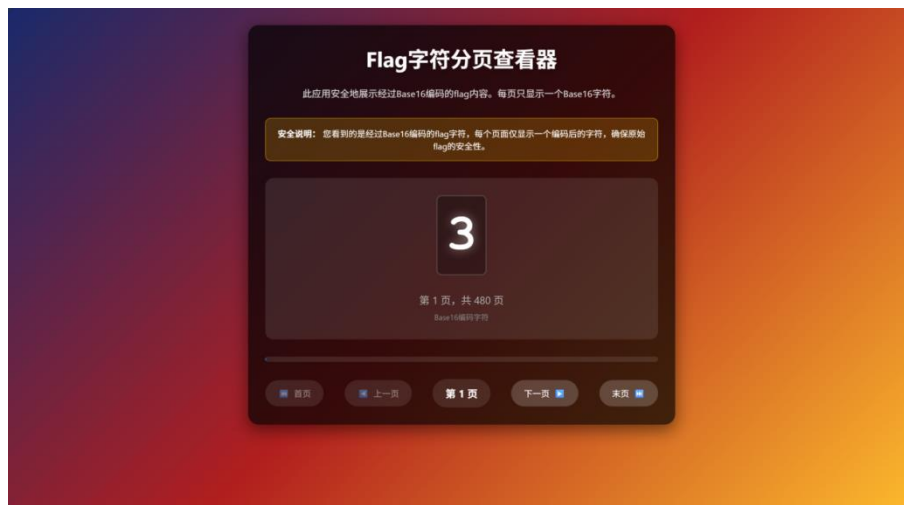 Flag字符分页查看器
此应用安全地展示经过Base16编码的flag内容。每页只显示一个Base16字符。
安全说明： 您看到的是经过Base16编码的flag字符，每个页面仅显示一个编码后的字符，确保原始
flag的安全性。
3
第 1 页，共 480 页
Base16编码字符
首页 上一页 第 1 页 下一页 末页